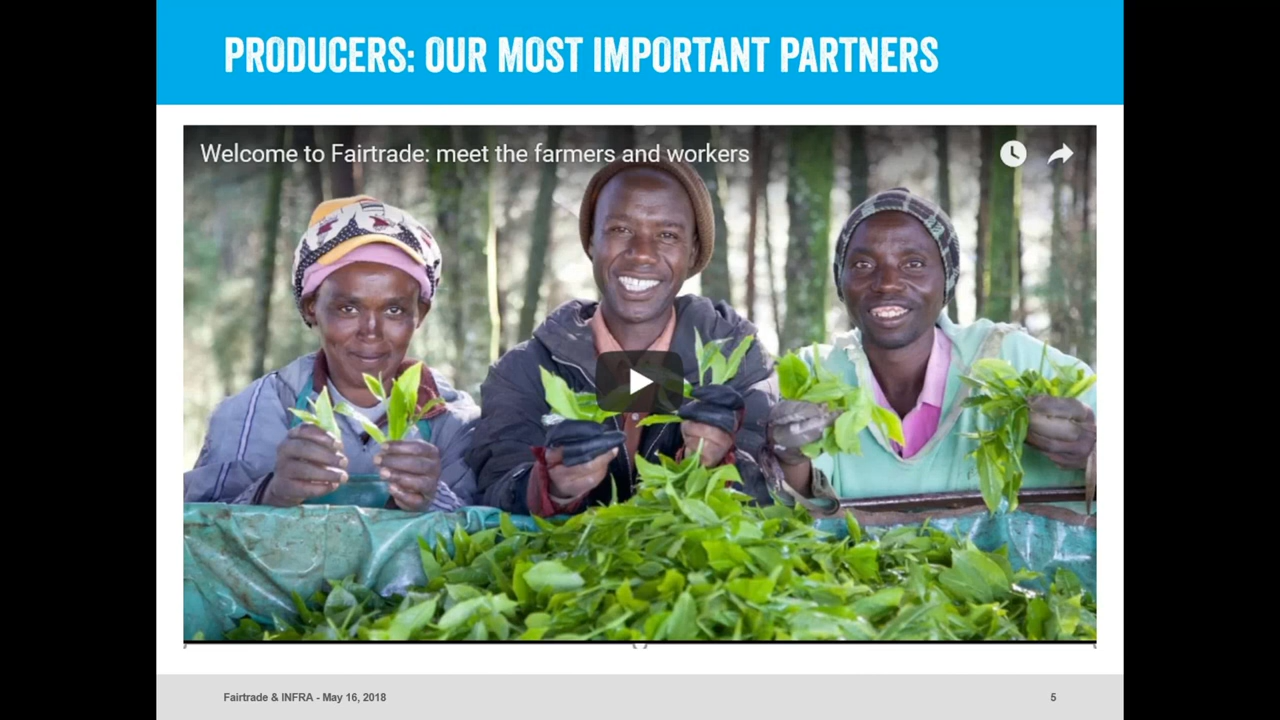 PRODUCERS: OUR MOST IMPORTANT PARTNERS
Welcome to Fairtrade: meet the farmers and workers
Fairtrade & INFRA - May 16, 2018
5